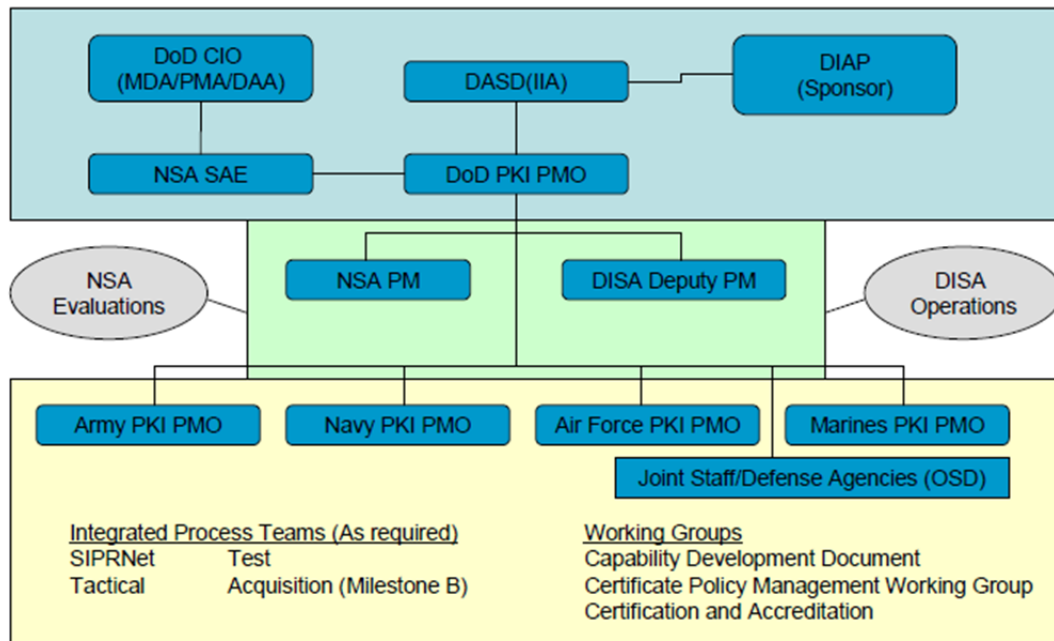 DoD CIO
(MDA/PMA/DAA)
DASD(IIA)
DIAP
(Sponsor)
NSA SAE
DoD PKI PMO
NSA
Evaluations
NSA PM
DISA Deputy PM
DISA
Operations
Army PKI PMO
Navy PKI PMO
Air Force PKI PMO
Marines PKI PMO
Joint Staff/Defense Agencies (OSD)
Integrated Process Teams (As required)
SIPRNet Test
Tactical Acquisition (Milestone B)
Working Groups
Capability Development Document
Certificate Policy Management Working Group
Certification and Accreditation